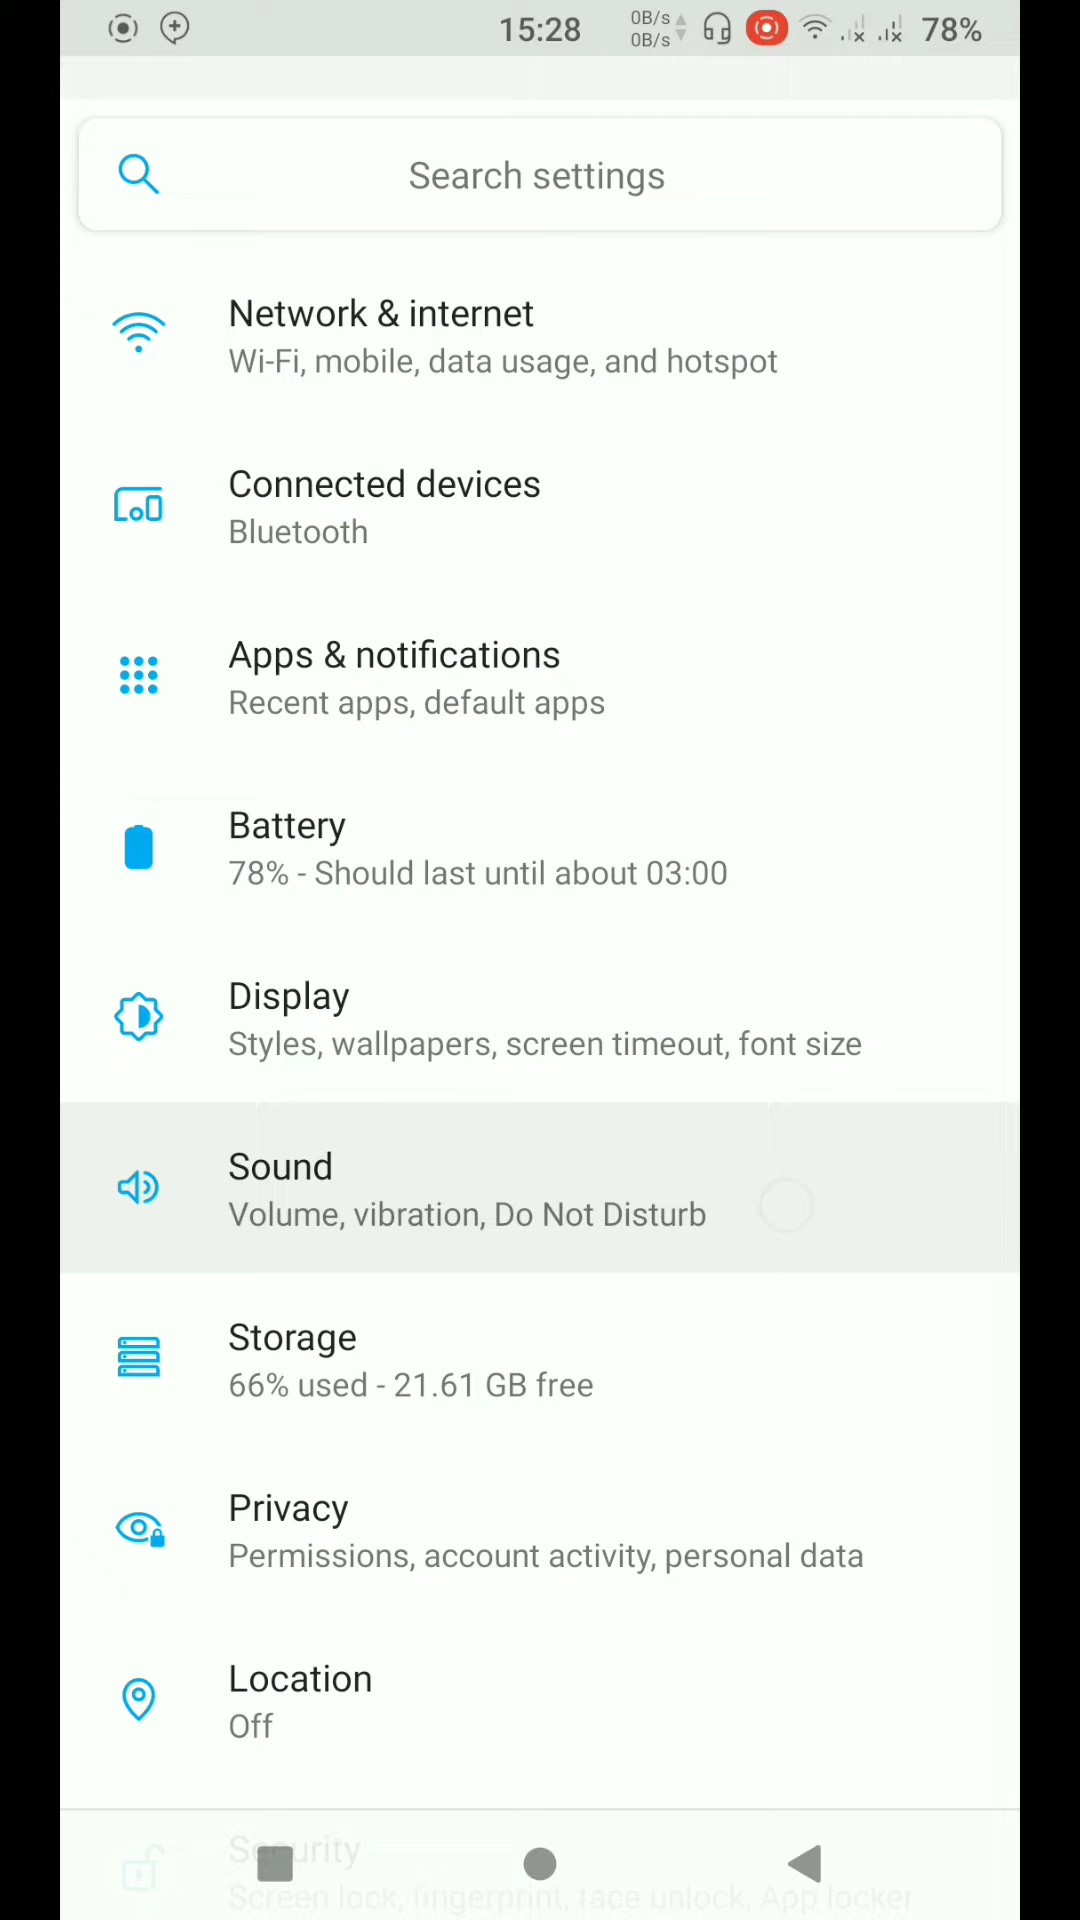 15:28 0B/s 78%
0B/s
Search settings
Network & internet
Wi-Fi, mobile, data usage, and hotspot
Connected devices
Bluetooth
Apps & notifications
Recent apps, default apps
Battery
78% - Should last until about 03:00
Display
Styles, wallpapers, screen timeout, font size
Sound
Volume, vibration, Do Not Disturb
Storage
66% used - 21.61 GB free
Privacy
Permissions, account activity, personal data
Location
Off
Security
Screen lock, fingerprint, face unlock, App locker